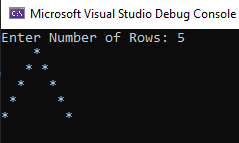 Microsoft Visual Studio Debug Console
Enter Number of Rows: 5
    *
   * *
  *   *
 *     *
*       *